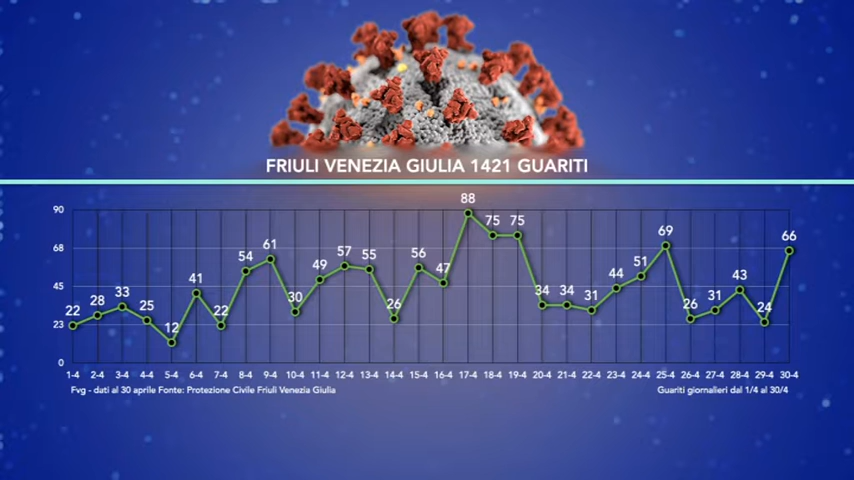 FRIULI VENEZIA GIULIA 1421 GUARITI
90
68
45
23
0
22 28 33 25 12 41 22 54 61 30 49 57 55 26 56 47 88 75 75 34 34 31 44 51 69 26 31 43 24 66
1-4 2-4 3-4 4-4 5-4 6-4 7-4 8-4 9-4 10-4 11-4 12-4 13-4 14-4 15-4 16-4 17-4 18-4 19-4 20-4 21-4 22-4 23-4 24-4 25-4 26-4 27-4 28-4 29-4 30-4
Fvg - dati al 30 aprile Fonte: Protezione Civile Friuli Venezia Giulia
Guariti giornalieri dal 1/4 al 30/4